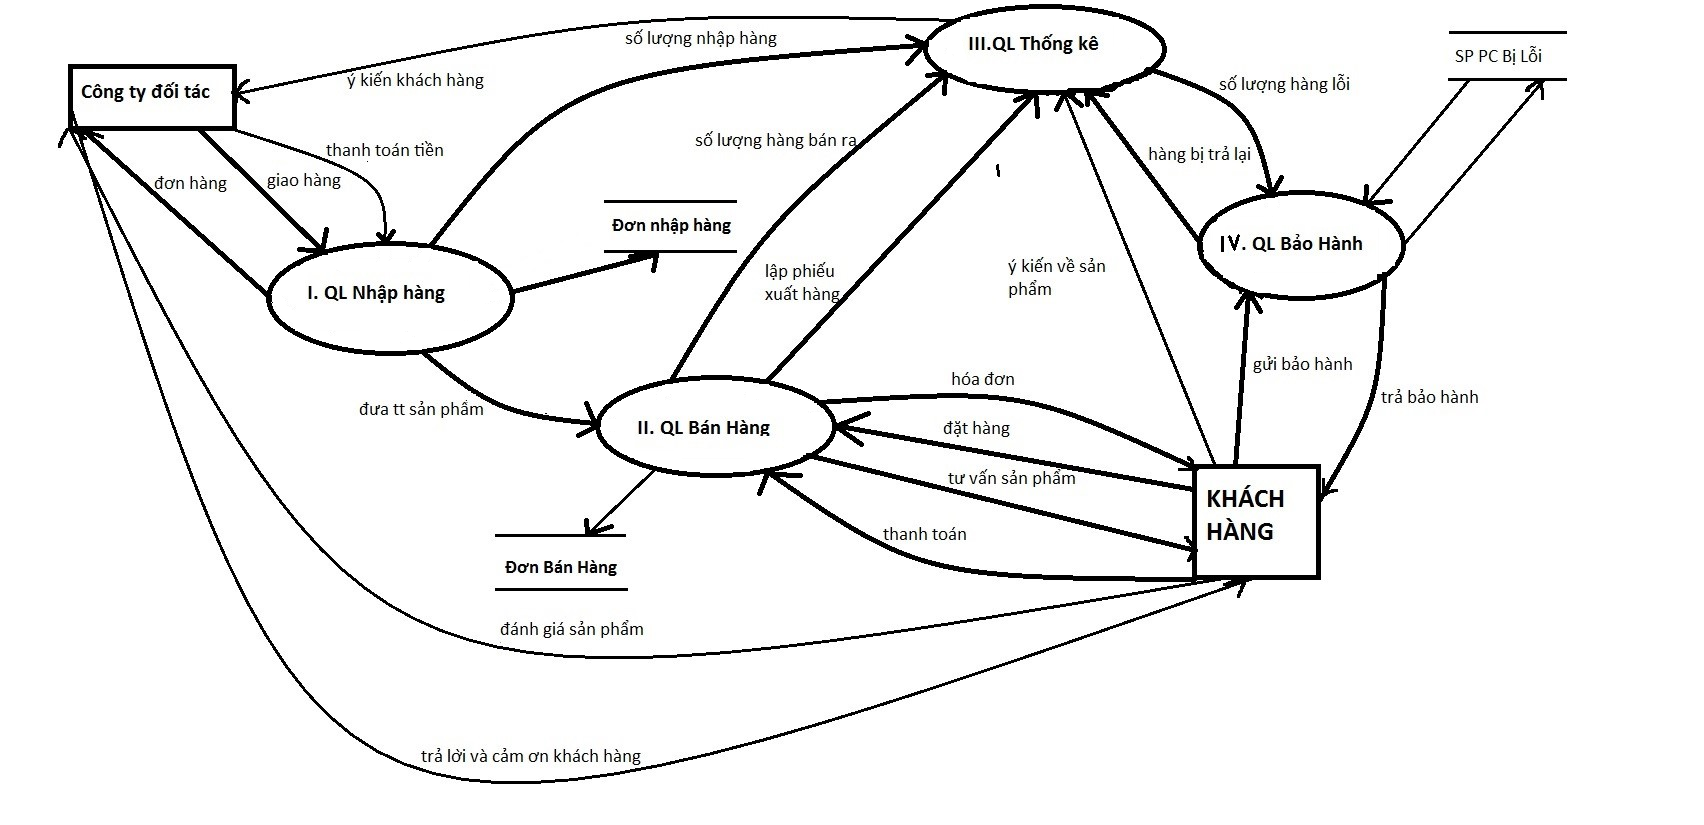 số lượng nhập hàng
III.QL Thống kê
SP PC Bị Lỗi
Công ty đối tác
ý kiến khách hàng
số lượng hàng lỗi
số lượng hàng bán ra
thanh toán tiền
hàng bị trả lại
đơn hàng
giao hàng
Đơn nhập hàng
IV. QL Bảo Hành
I. QL Nhập hàng
lập phiếu
xuất hàng
ý kiến về sản
phẩm
gửi bảo hành
hóa đơn
trả bảo hành
đưa tt sản phẩm
II. QL Bán Hàng
đặt hàng
tư vấn sản phẩm
KHÁCH
HÀNG
thanh toán
Đơn Bán Hàng
đánh giá sản phẩm
trả lời và cảm ơn khách hàng